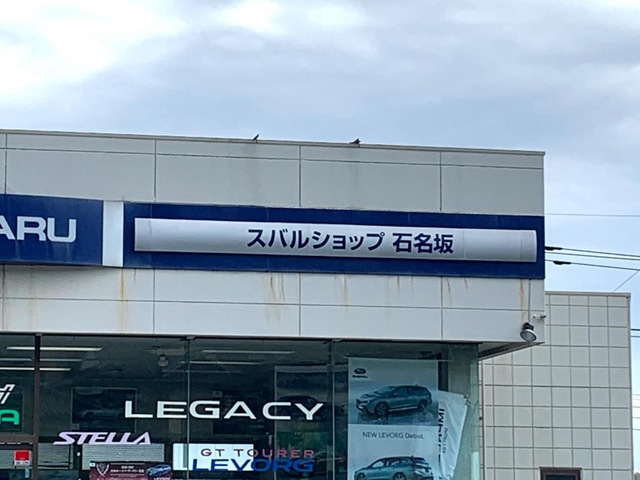 ARU
スバルショップ 石名坂
LEGACY
STELLA
GT TOURER
LEVORG
SUBARU
NEW LEVORG Debut.